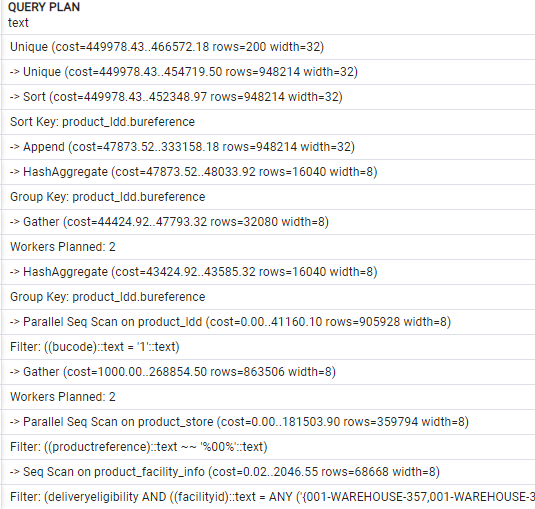 QUERY PLAN
text
Unique (cost=449978.43..466572.18 rows=200 width=32)
-> Unique (cost=449978.43..454719.50 rows=948214 width=32)
-> Sort (cost=449978.43..452348.97 rows=948214 width=32)
Sort Key: product_ldd.bureference
-> Append (cost=47873.52..333158.18 rows=948214 width=32)
-> HashAggregate (cost=47873.52..48033.92 rows=16040 width=8)
Group Key: product_ldd.bureference
-> Gather (cost=44424.92..47793.32 rows=32080 width=8)
Workers Planned: 2
-> HashAggregate (cost=43424.92..43585.32 rows=16040 width=8)
Group Key: product_ldd.bureference
-> Parallel Seq Scan on product_ldd (cost=0.00..41160.10 rows=905928 width=8)
Filter: ((bucode)::text = '1'::text)
-> Gather (cost=1000.00..268854.50 rows=863506 width=8)
Workers Planned: 2
-> Parallel Seq Scan on product_store (cost=0.00..181503.90 rows=359794 width=8)
Filter: ((productreference)::text ~~ '%00%'::text)
-> Seq Scan on product_facility_info (cost=0.02..2046.55 rows=68668 width=8)
Filter: (deliveryeligibility AND ((facilityid)::text = ANY ('{001-WAREHOUSE-357,001-WAREHOUSE-3